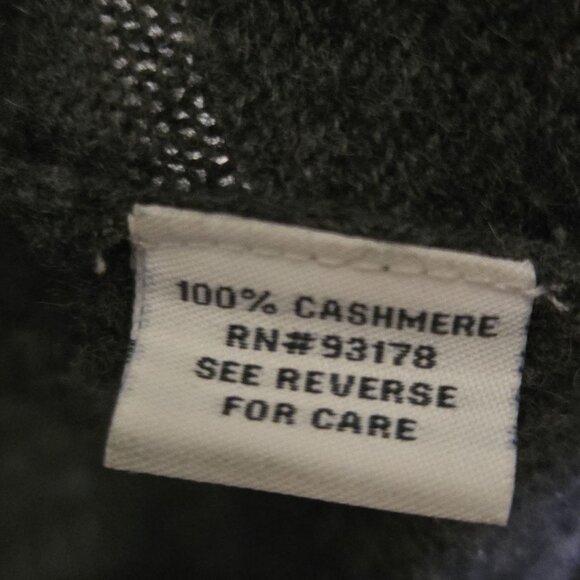 100% CASHMERE
RN#93178
SEE REVERSE
FOR CARE